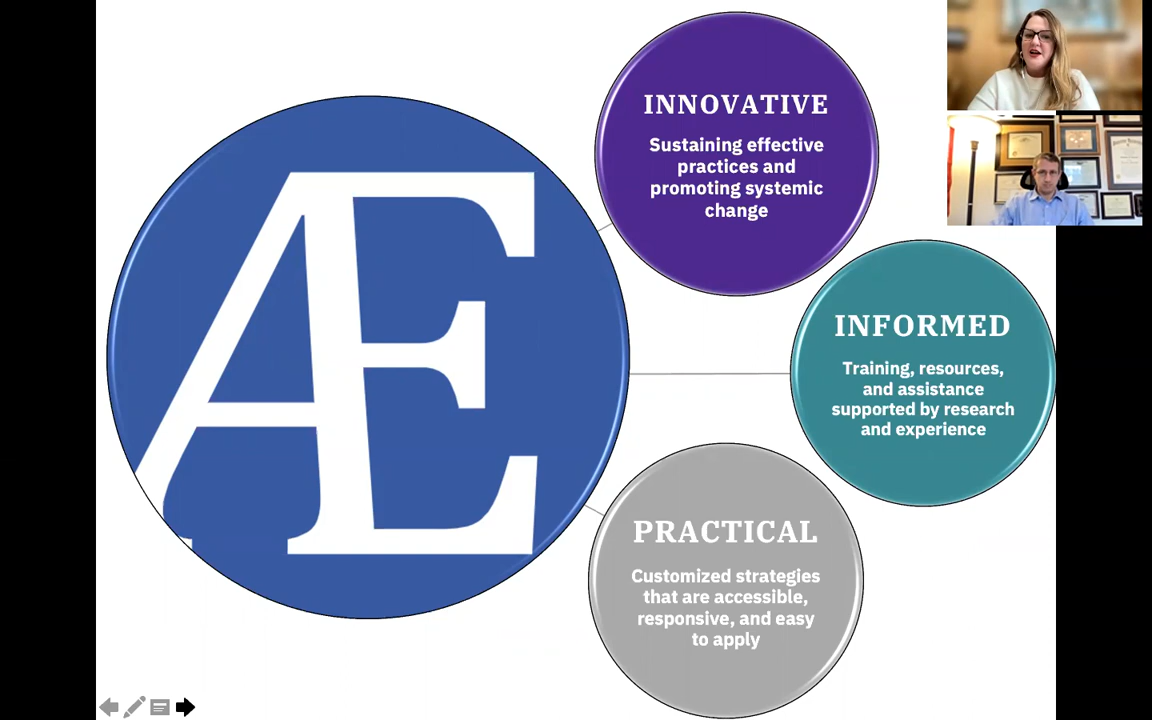 Æ
INNOVATIVE
Sustaining effective
practices and
promoting systemic
change
INFORMED
Training, resources,
and assistance
supported by research
and experience
PRACTICAL
Customized strategies
that are accessible,
responsive, and easy
to apply